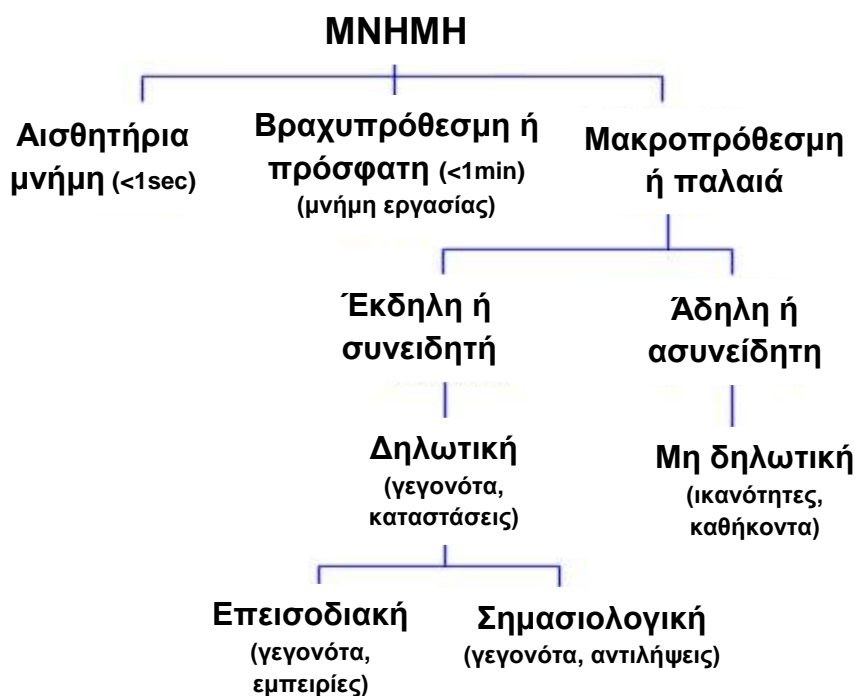 ΜΝΗΜΗ
Αισθητήρια
μνήμη (<1sec)
Βραχυπρόθεσμη ή
πρόσφατη (<1min)
(μνήμη εργασίας)
Μακροπρόθεσμη
ή παλαιά
Έκδηλη ή
συνειδητή
Άδηλη ή
ασυνείδητη
Δηλωτική
(γεγονότα,
καταστάσεις)
Μη δηλωτική
(ικανότητες,
καθήκοντα)
Επεισοδιακή
(γεγονότα,
εμπειρίες)
Σημασιολογική
(γεγονότα, αντιλήψεις)